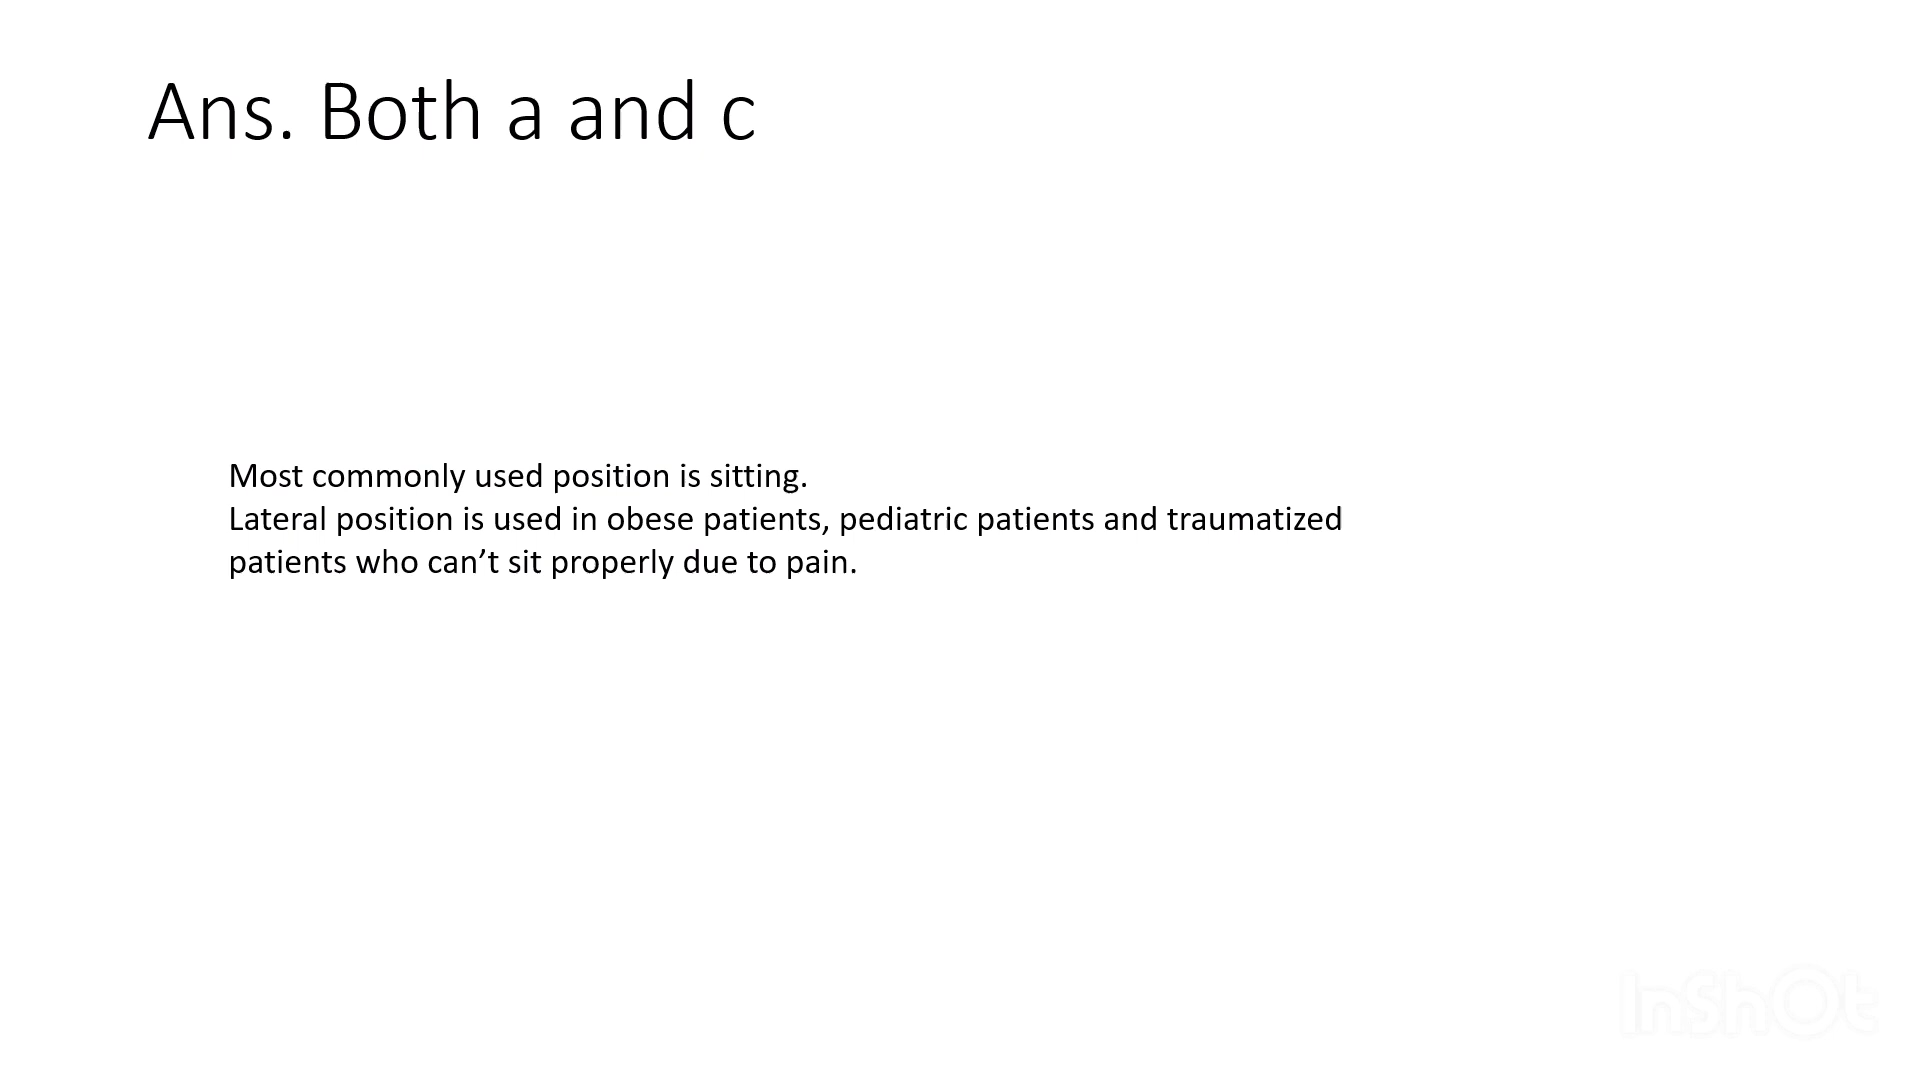 Ans. Both a and c
Most commonly used position is sitting.
Lateral position is used in obese patients, pediatric patients and traumatized
patients who can’t sit properly due to pain.
InShOt